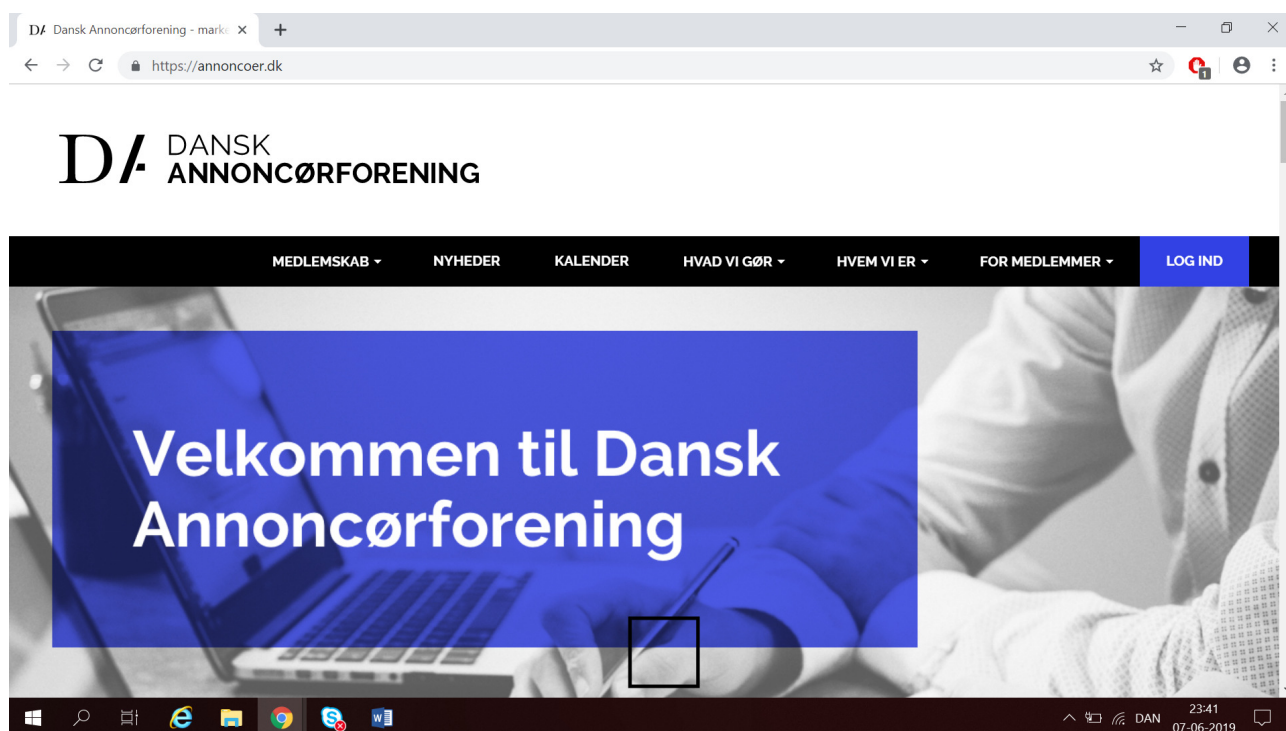 Dansk Annoncørforening - marke
https://annoncoer.dk
1
DA DANSK
ANNONCØRFORENING
MEDLEMSKAB NYHEDER KALENDER HVAD VI GØR HVEM VI ER FOR MEDLEMMER LOG IND
Velkommen til Dansk
Annoncørforening
DAN
23:41
07-06-2019